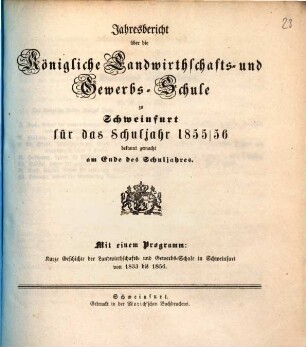 23
Jahresbericht
über die
Königliche Landwirthschafts- und
Gewerbs-Schule
zu
Schweinfurt
für das Schuljahr 1855|56
bekannt gemacht
am Ende des Schuljahres.
Mit einem Programm:
Kurze Geschichte der Landwirthschafts- und Gewerbs-Schule in Schweinfurt
von 1833 bis 1856.
Schweinfurt.
Gedruckt in der Morich'schen Buchdruckerei.